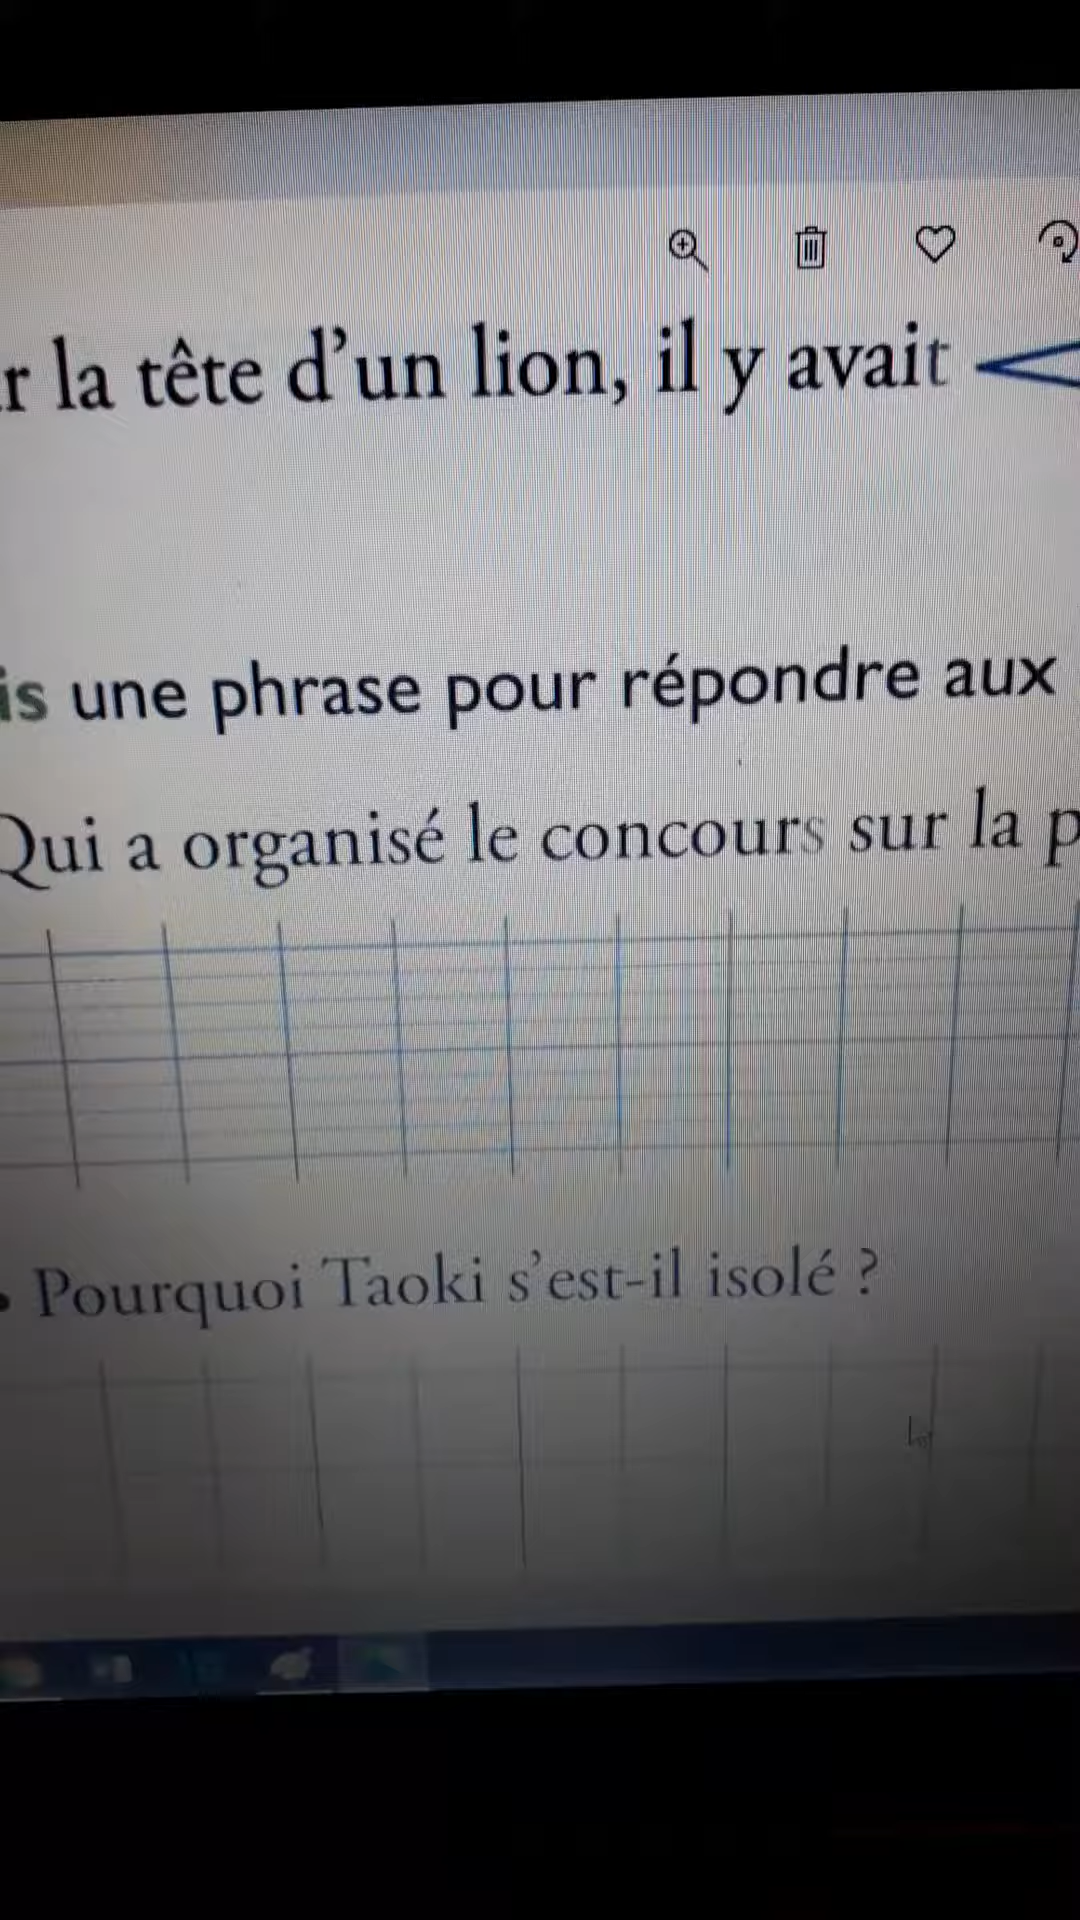 r la tête d'un lion, il y avait
is une phrase pour répondre aux
Qui a organisé le concours sur la p
• Pourquoi Taoki s'est-il isolé ?